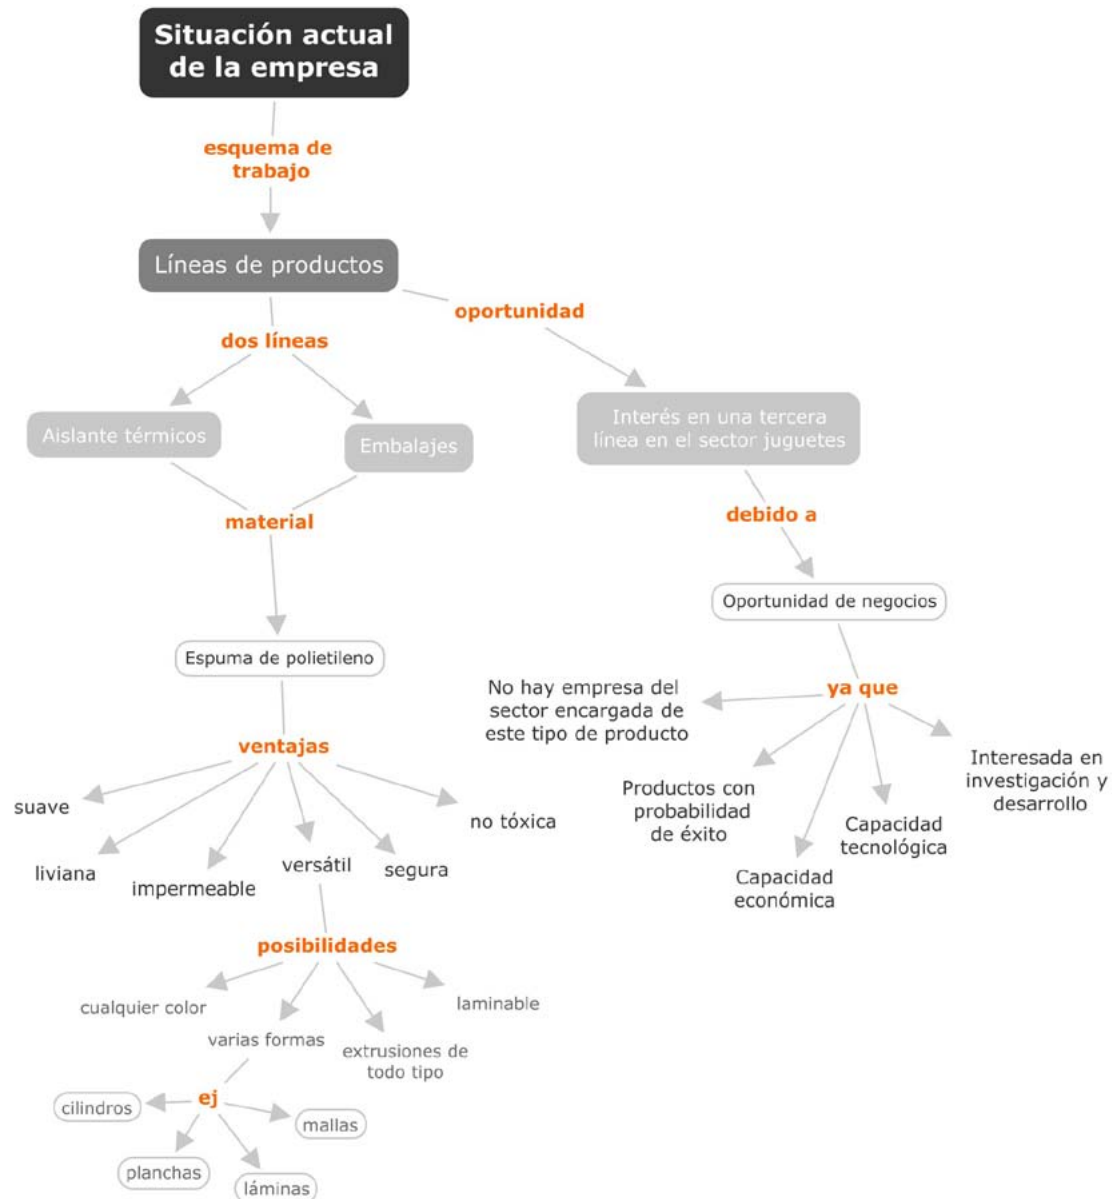 Situación actual
de la empresa
esquema de
trabajo
Líneas de productos
oportunidad
dos líneas
Aislante térmicos
Embalajes
Interés en una tercera
línea en el sector juguetes
material
debido a
Oportunidad de negocios
Espuma de polietileno
ya que
No hay empresa del
sector encargada de
este tipo de producto
Productos con
probabilidad
de éxito
Capacidad
económica
Capacidad
tecnológica
Interesada en
investigación y
desarrollo
ventajas
suave
liviana
impermeable
versátil
segura
no tóxica
posibilidades
cualquier color
varias formas
extrusiones de
todo tipo
laminable
ej
cilindros
planchas
láminas
mallas